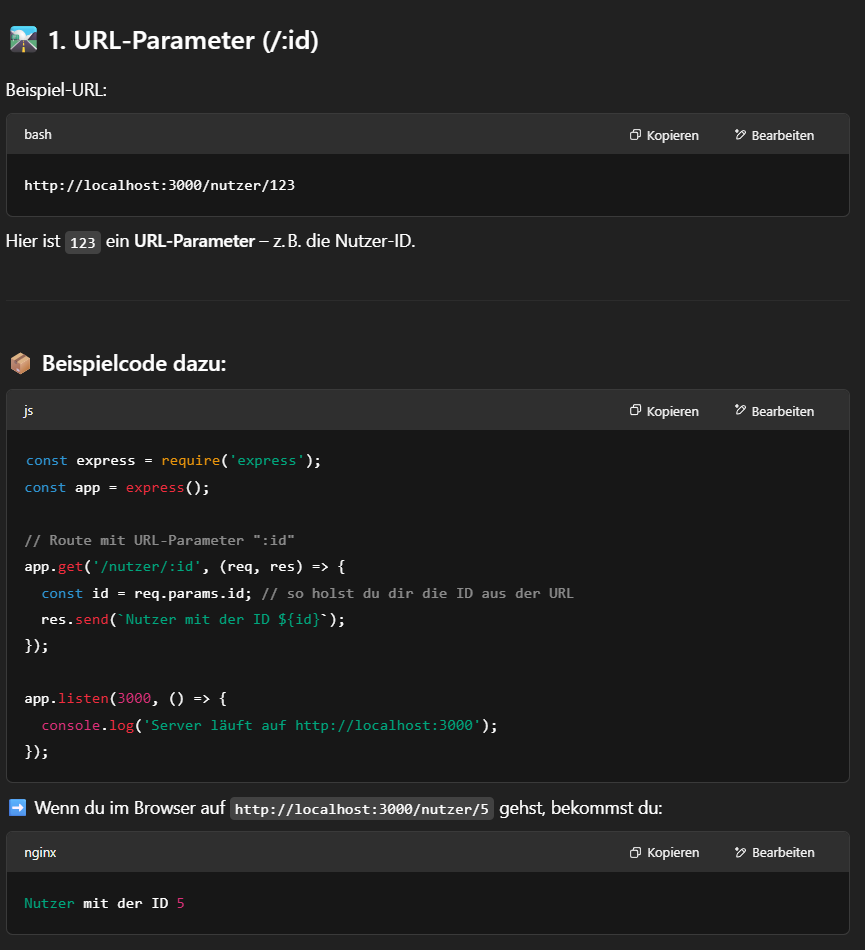 1. URL-Parameter (/:id)
Beispiel-URL:
bash Kopieren Bearbeiten
http://localhost:3000/nutzer/123
Hier ist 123 ein URL-Parameter – z. B. die Nutzer-ID.
Beispielcode dazu:
js Kopieren Bearbeiten
const express = require('express');
const app = express();
// Route mit URL-Parameter ":id"
app.get('/nutzer/:id', (req, res) => {
  const id = req.params.id; // so holst du dir die ID aus der URL
  res.send(`Nutzer mit der ID ${id}`);
});
app.listen(3000, () => {
  console.log('Server läuft auf http://localhost:3000');
});
Wenn du im Browser auf http://localhost:3000/nutzer/5 gehst, bekommst du:
nginx Kopieren Bearbeiten
Nutzer mit der ID 5